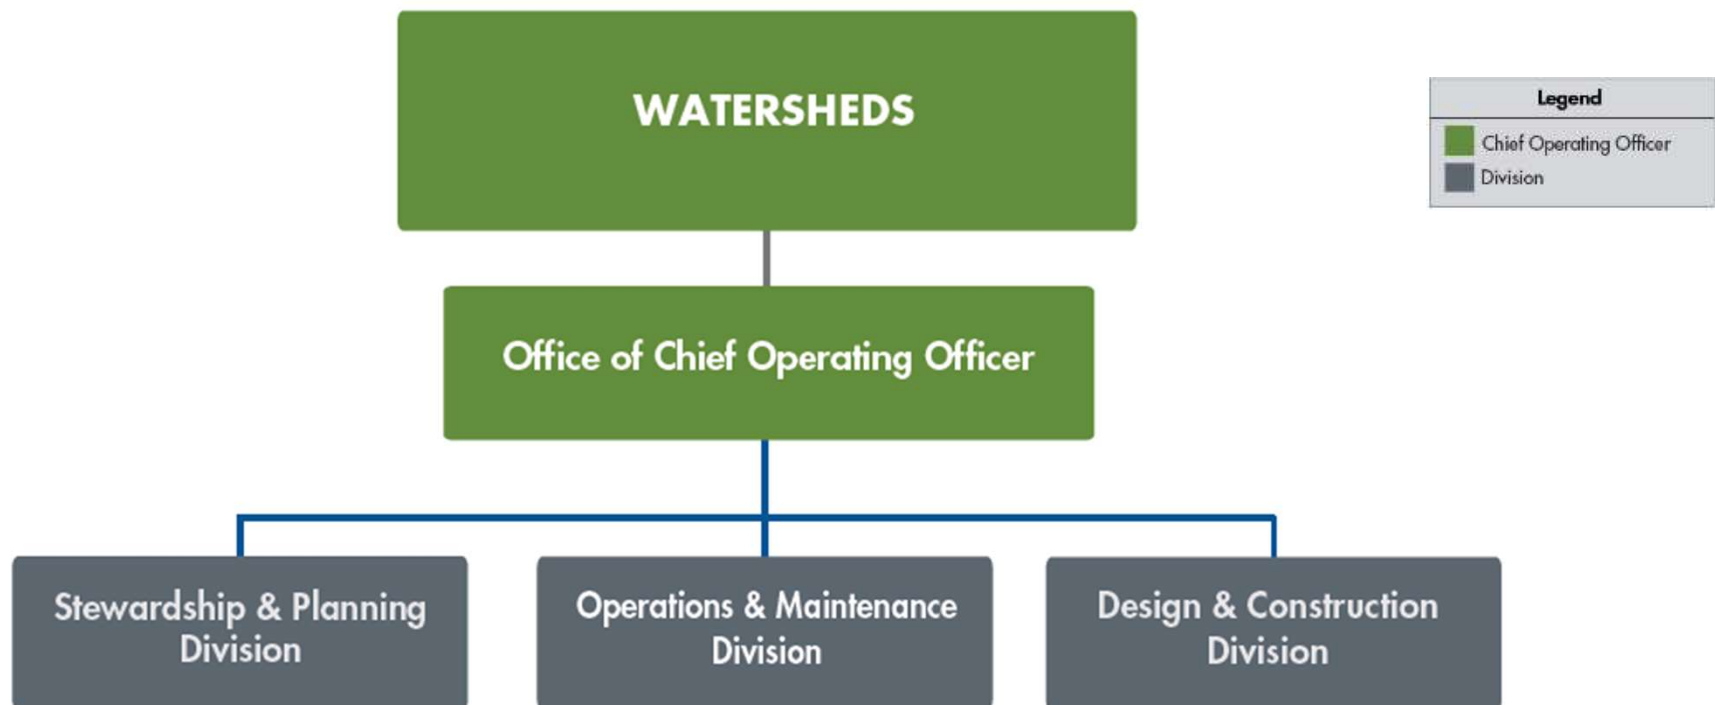 WATERSHEDS
Legend
Chief Operating Officer
Division
Office of Chief Operating Officer
Stewardship & Planning
Division
Operations & Maintenance
Division
Design & Construction
Division